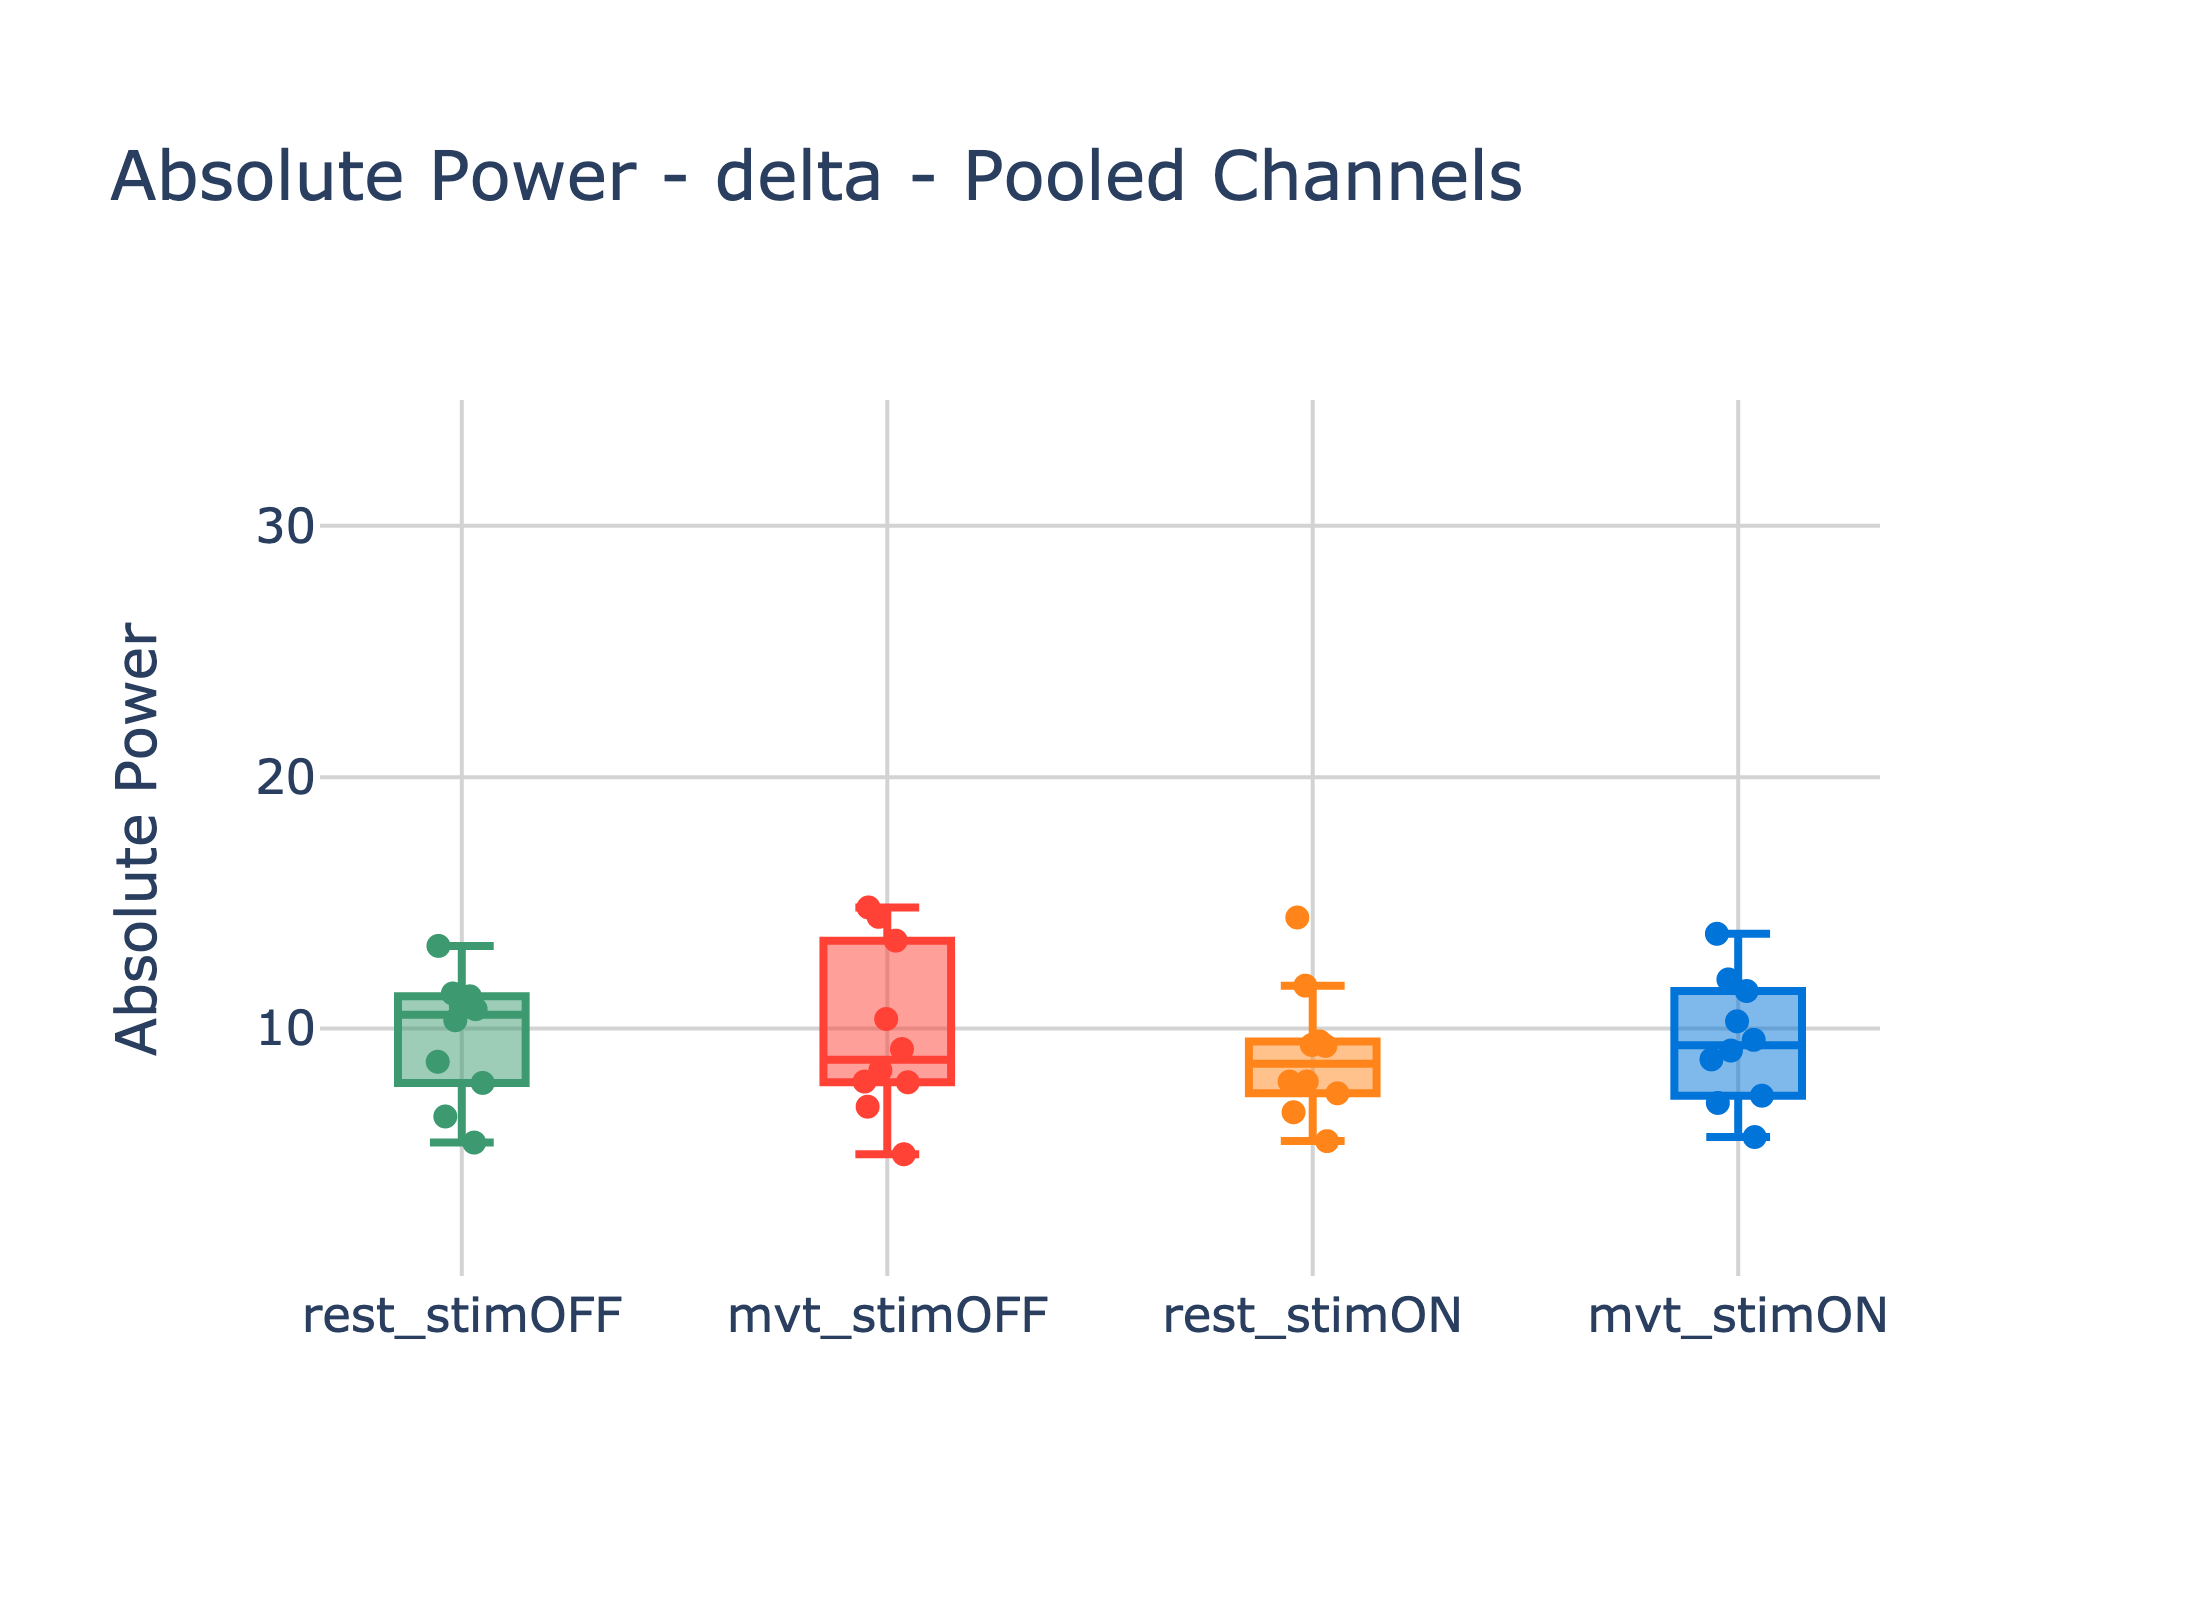 Absolute Power - delta - Pooled Channels
Absolute Power
30
20
10
rest_stimOFF
mvt_stimOFF
rest_stimON
mvt_stimON